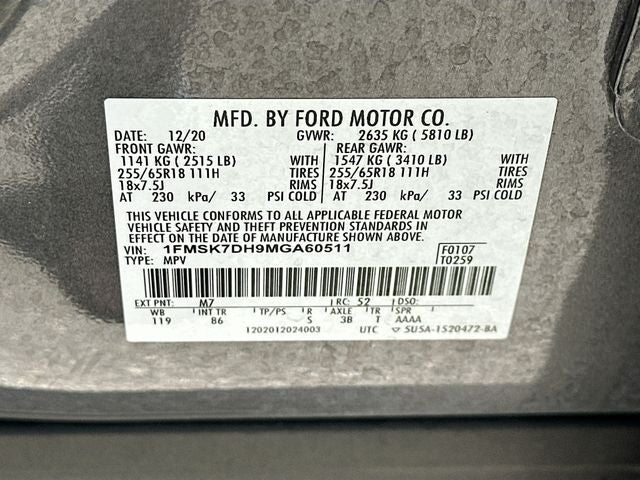 MFD. BY FORD MOTOR CO.
DATE: 12/20 GVWR: 2635 KG ( 5810 LB)
FRONT GAWR: REAR GAWR:
1141 KG ( 2515 LB) WITH 1547 KG ( 3410 LB) WITH
255/65R18 111H TIRES 255/65R18 111H TIRES
18x7.5J RIMS 18x7.5J RIMS
AT 230 kPa/ 33 PSI COLD AT 230 kPa/ 33 PSI COLD
THIS VEHICLE CONFORMS TO ALL APPLICABLE FEDERAL MOTOR
VEHICLE SAFETY AND THEFT PREVENTION STANDARDS IN
EFFECT ON THE DATE OF MANUFACTURE SHOWN ABOVE.
VIN: 1FMSK7DH9MGA60511 F0107
TYPE: MPV T0259
EXT PNT: M7 RC: 52 DSO:
WB INT TR TP/PS R AXLE TR SPR
119 86 S 3B T AAAA
1202012024003 UTC 5U5A-1520472-BA